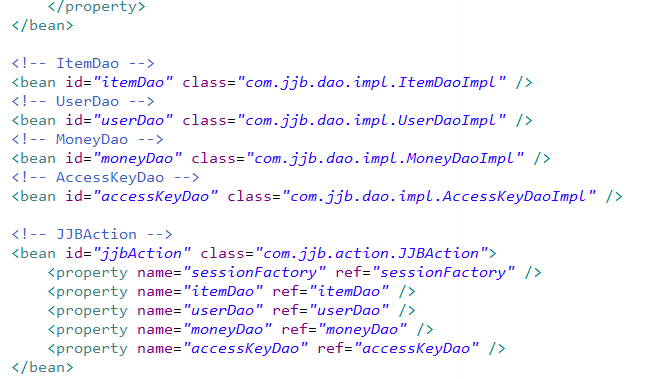 </property>
</bean>

<!-- ItemDao -->
<bean id="itemDao" class="com.jjb.dao.impl.ItemDaoImpl" />
<!-- UserDao -->
<bean id="userDao" class="com.jjb.dao.impl.UserDaoImpl" />
<!-- MoneyDao -->
<bean id="moneyDao" class="com.jjb.dao.impl.MoneyDaoImpl" />
<!-- AccessKeyDao -->
<bean id="accessKeyDao" class="com.jjb.dao.impl.AccessKeyDaoImpl" />

<!-- JJBAction -->
<bean id="jjbAction" class="com.jjb.action.JJBAction">
    <property name="sessionFactory" ref="sessionFactory" />
    <property name="itemDao" ref="itemDao" />
    <property name="userDao" ref="userDao" />
    <property name="moneyDao" ref="moneyDao" />
    <property name="accessKeyDao" ref="accessKeyDao" />
</bean>